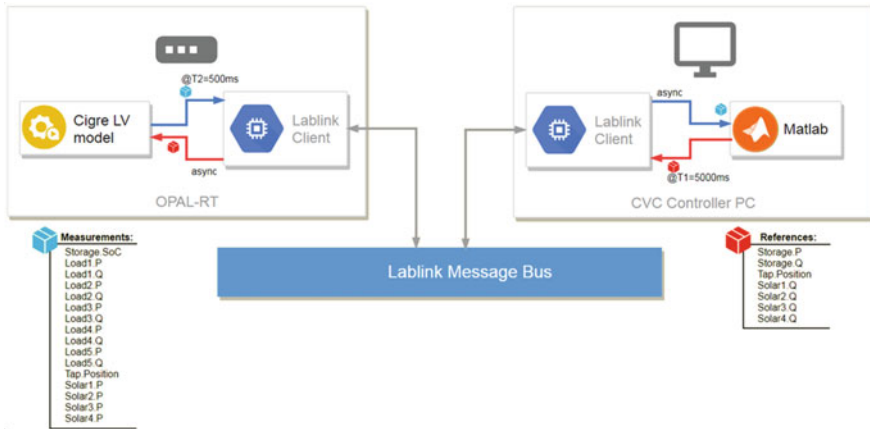 @T2=500ms
Cigre LV
model
Lablink
Client
async
OPAL-RT
async
Lablink
Client
Matlab
@T1=5000ms
CVC Controller PC
Lablink Message Bus
Measurements:
Storage.SoC
Load1.P
Load1.Q
Load2.P
Load2.Q
Load3.P
Load3.Q
Load4.P
Load4.Q
Load5.P
Load5.Q
Tap.Position
Solar1.P
Solar2.P
Solar3.P
Solar4.P
References:
Storage.P
Storage.Q
Tap.Position
Solar1.Q
Solar2.Q
Solar3.Q
Solar4.Q